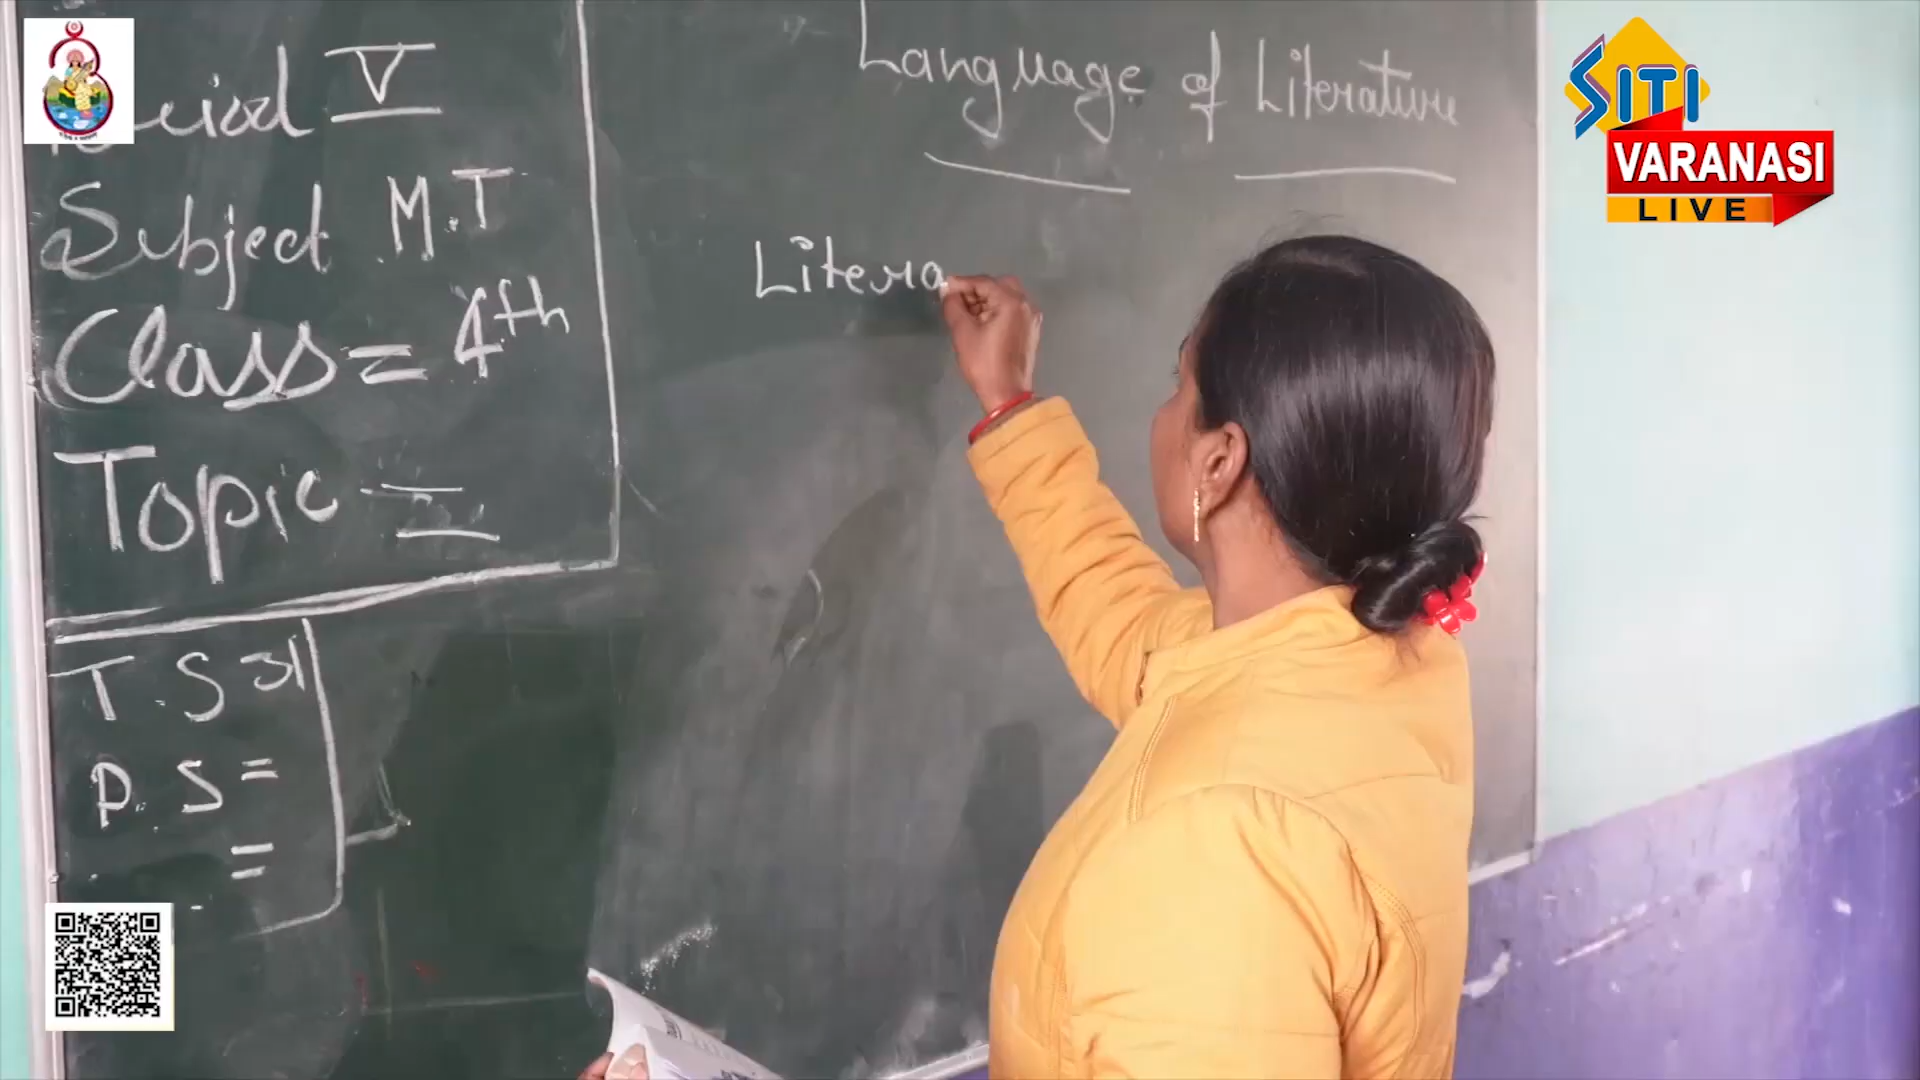 Period V
Subject M.T
Class = 4th
Topic =
T.S
P.S =
=
Language of Literature
Litera
SITI
VARANASI
LIVE